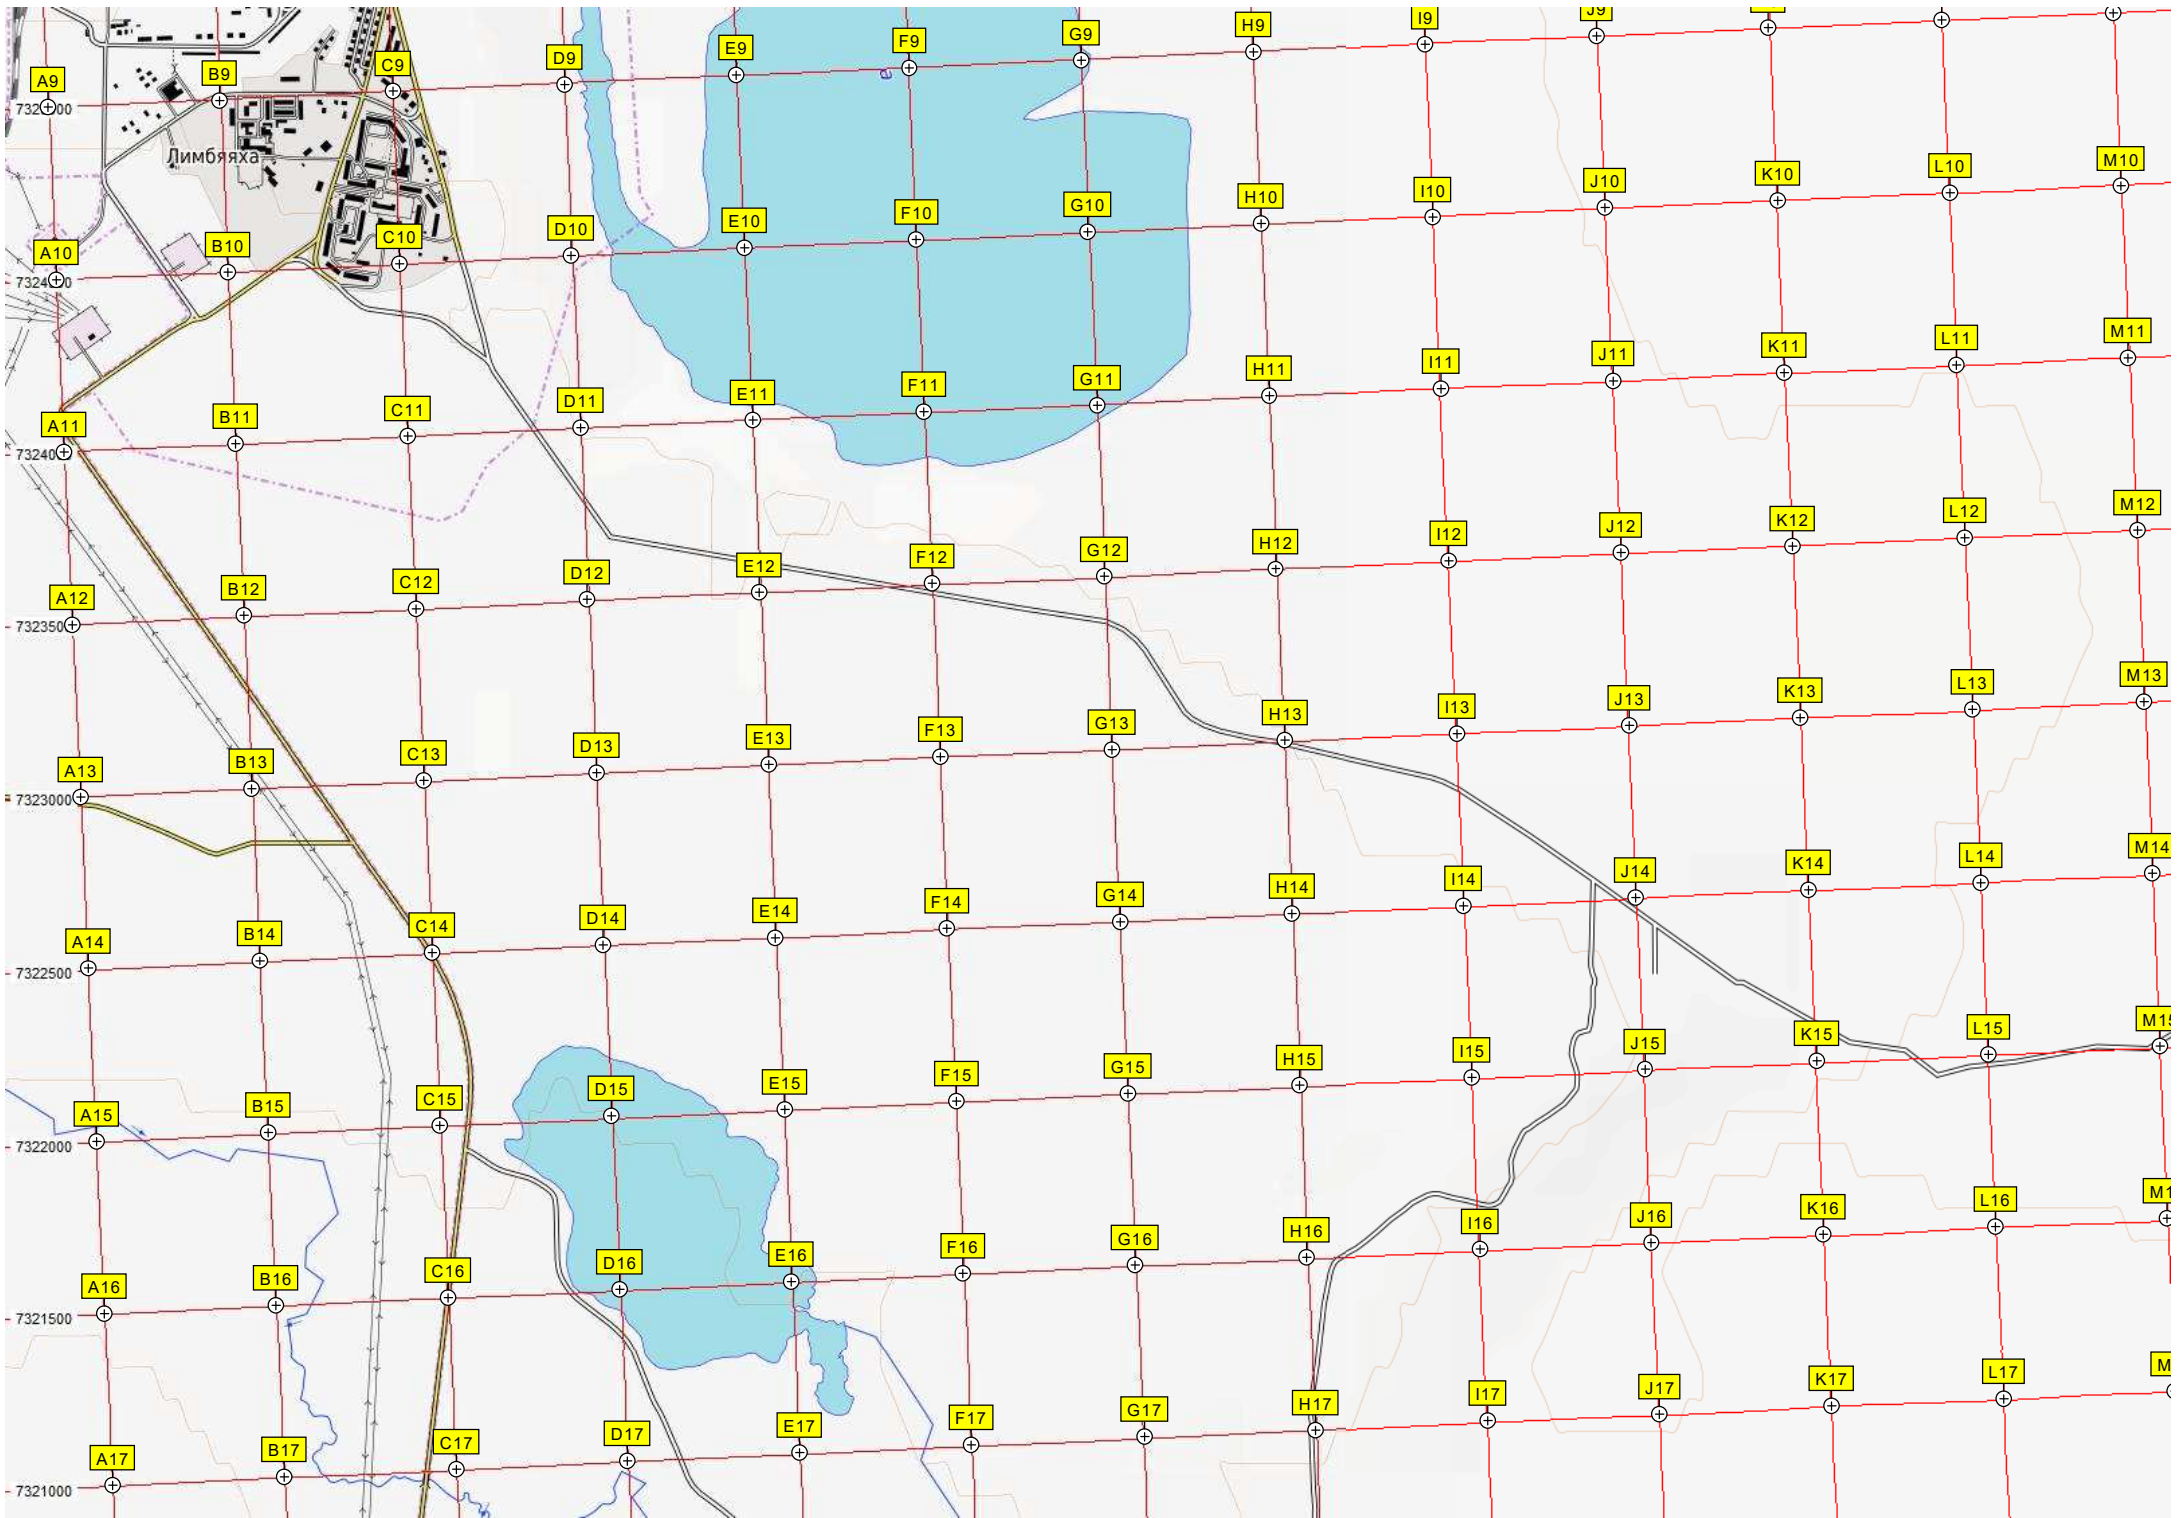 A9 B9 C9 D9 E9 F9 G9 H9 I9 J9
Лимбяяха
A10 B10 C10 D10 E10 F10 G10 H10 I10 J10 K10 L10 M10
A11 B11 C11 D11 E11 F11 G11 H11 I11 J11 K11 L11 M11
A12 B12 C12 D12 E12 F12 G12 H12 I12 J12 K12 L12 M12
7323500
A13 B13 C13 D13 E13 F13 G13 H13 I13 J13 K13 L13 M13
7323000
A14 B14 C14 D14 E14 F14 G14 H14 I14 J14 K14 L14 M14
7322500
A15 B15 C15 D15 E15 F15 G15 H15 I15 J15 K15 L15 M15
7322000
A16 B16 C16 D16 E16 F16 G16 H16 I16 J16 K16 L16 M1
7321500
A17 B17 C17 D17 E17 F17 G17 H17 I17 J17 K17 L17 M
7321000